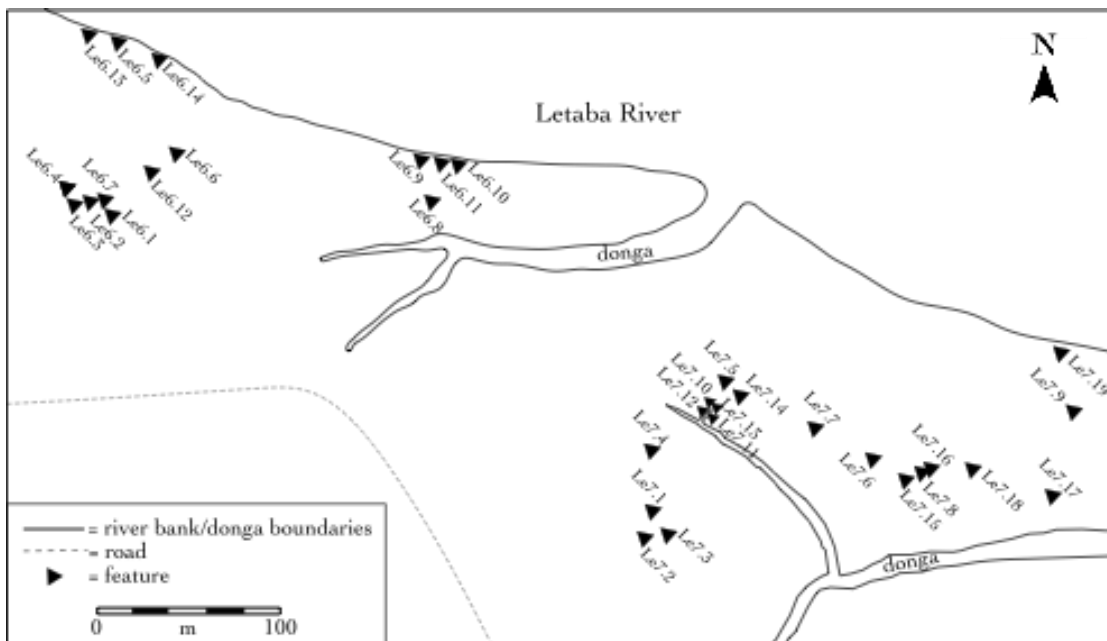 N
Letaba River
Le6.13
Le6.5
Le6.14
Le6.6
Le6.12
Le6.4
Le6.7
Le6.3
Le6.2
Le6.1
Le6.9
Le6.11
Le6.10
Le6.8
donga
Le7.5
Le7.10
Le7.12
Le7.14
Le7.13
Le7.11
Le7.4
Le7.1
Le7.2
Le7.3
Le7.7
Le7.6
Le7.16
Le7.8
Le7.15
Le7.18
Le7.19
Le7.9
Le7.17
donga
= river bank/donga boundaries
= road
= feature
0 m 100